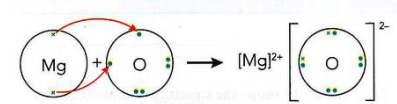 Mg + O → [Mg]²⁺ [O]²⁻